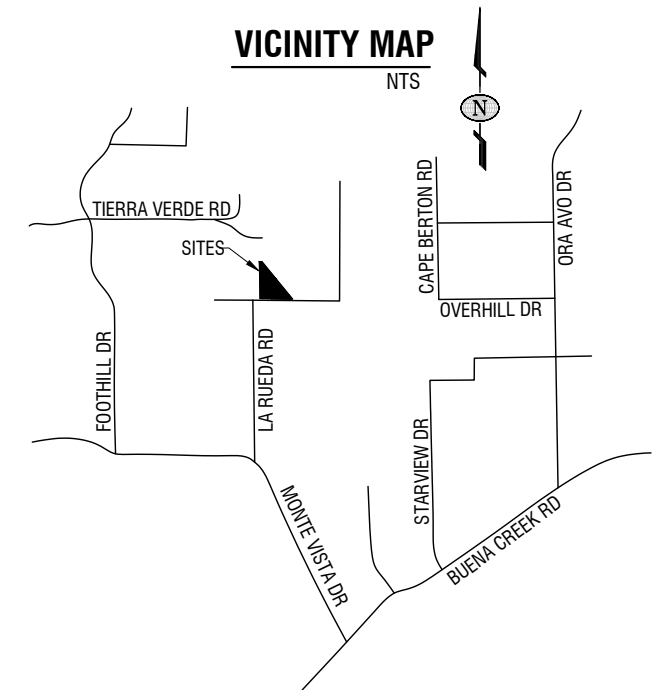 VICINITY MAP
NTS
N
TIERRA VERDE RD
SITES
CAPE BERTON RD
ORA AVO DR
OVERHILL DR
FOOTHILL DR
LA RUEDA RD
STARVIEW DR
MONTE VISTA DR
BUENA CREEK RD